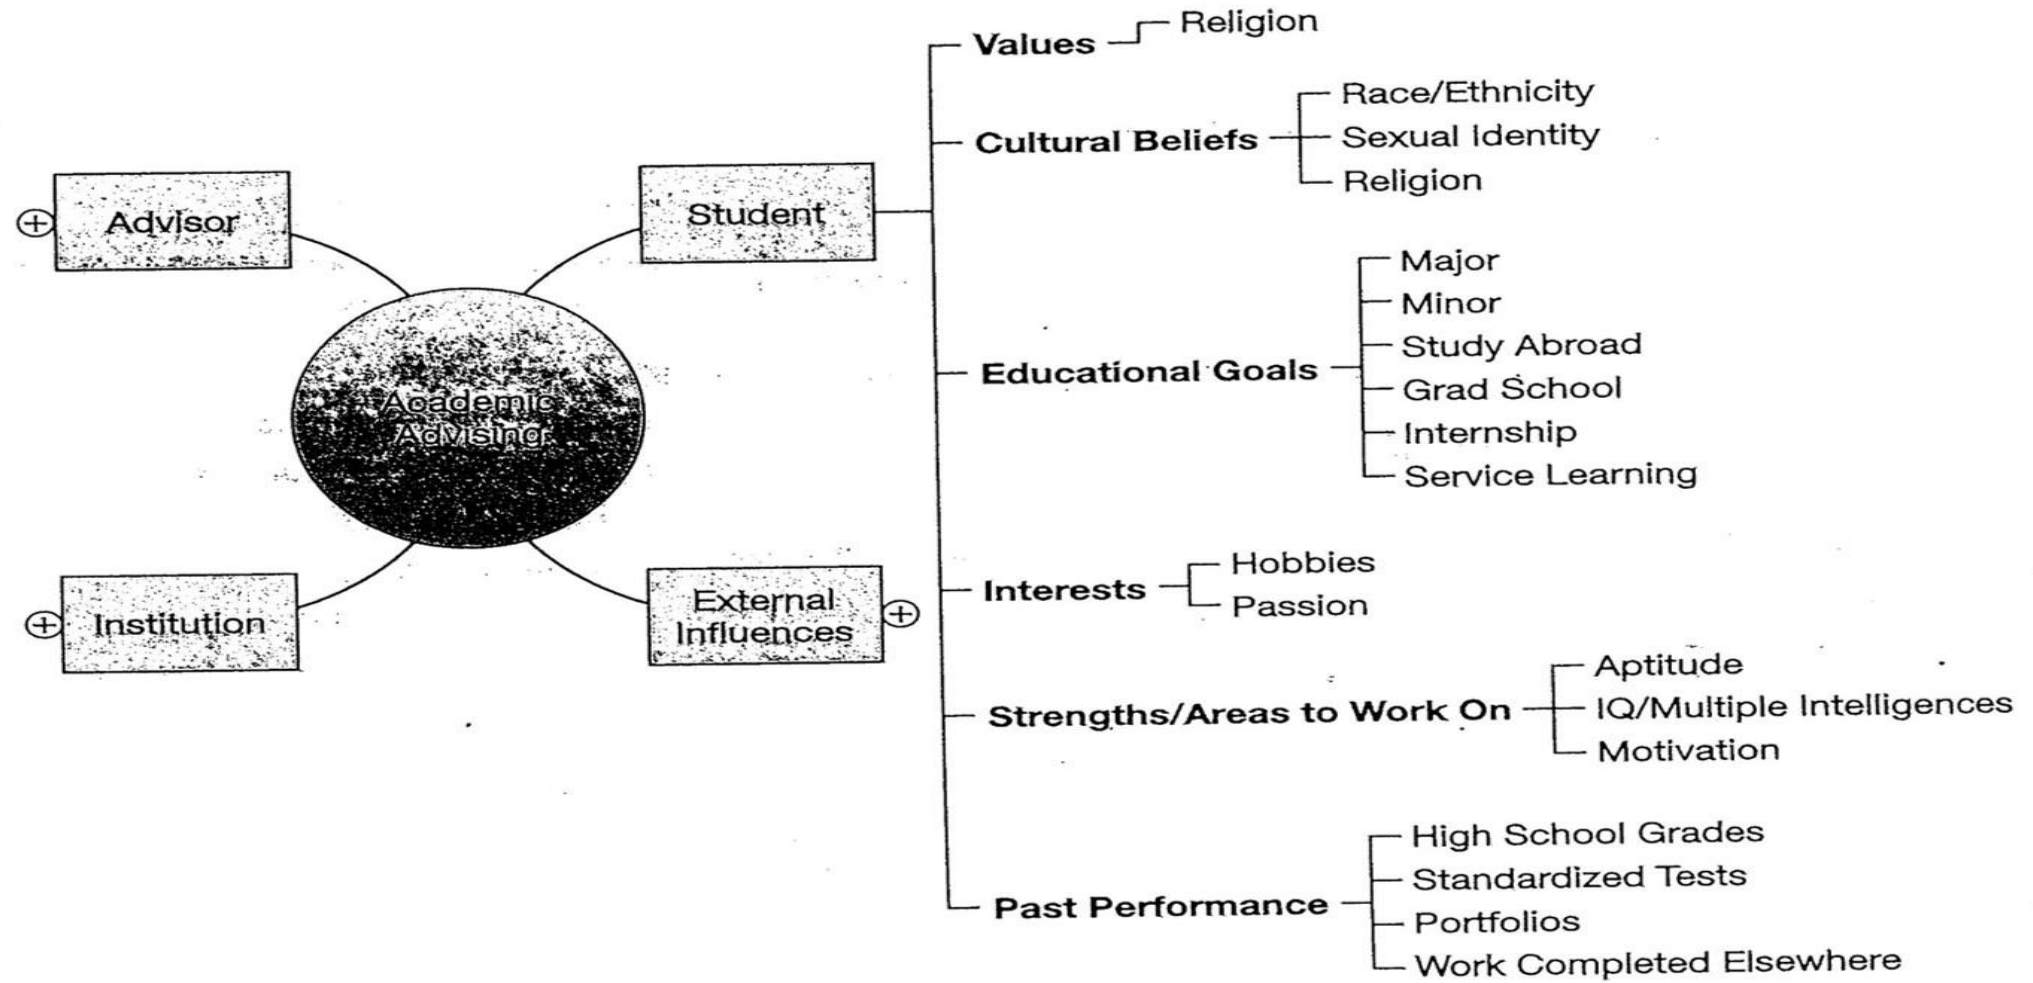 Advisor
Student
Academic
Advising
Institution
External
Influences
Values
Religion
Cultural Beliefs
Race/Ethnicity
Sexual Identity
Religion
Educational Goals
Major
Minor
Study Abroad
Grad School
Internship
Service Learning
Interests
Hobbies
Passion
Strengths/Areas to Work On
Aptitude
IQ/Multiple Intelligences
Motivation
Past Performance
High School Grades
Standardized Tests
Portfolios
Work Completed Elsewhere